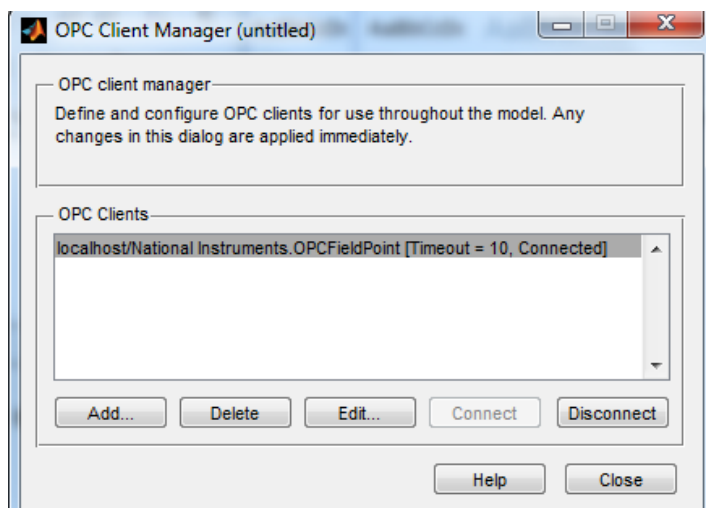 OPC Client Manager (untitled)
OPC client manager
Define and configure OPC clients for use throughout the model. Any
changes in this dialog are applied immediately.
OPC Clients
localhost/National Instruments.OPCFieldPoint [Timeout = 10, Connected]
Add... Delete Edit... Connect Disconnect
Help Close